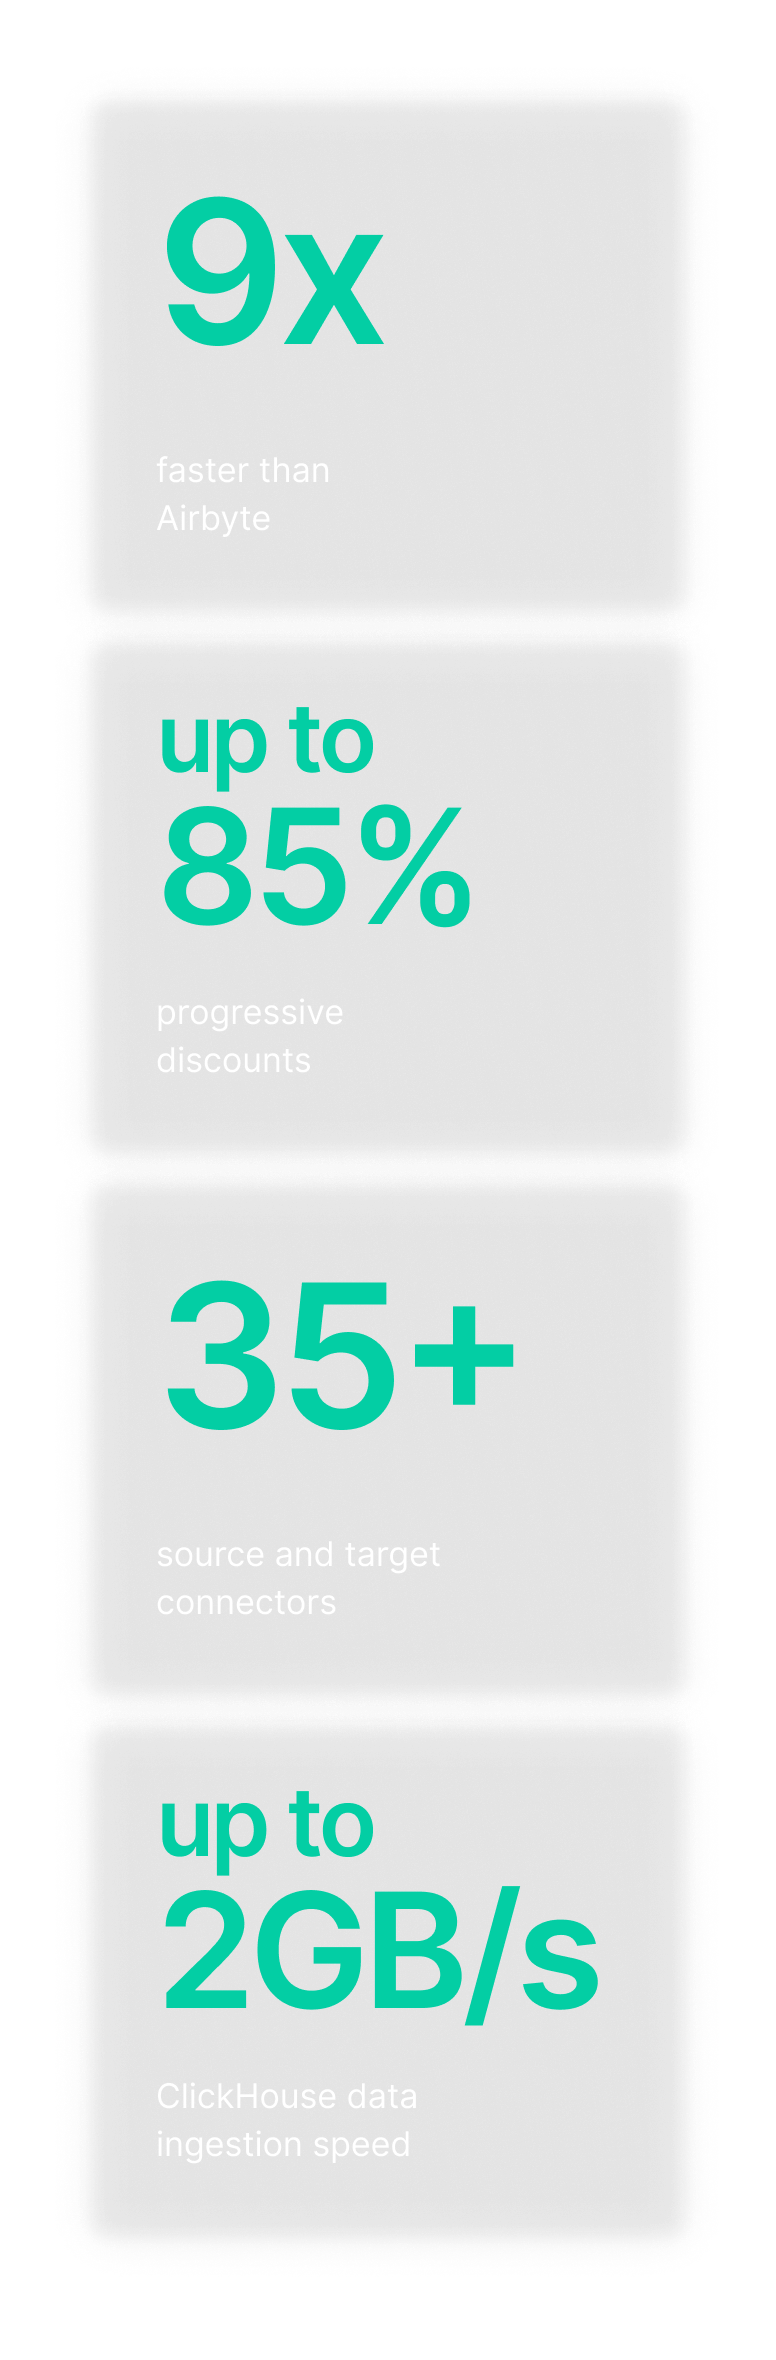 9x
faster than
Airbyte
up to
85%
progressive
discounts
35+
source and target
connectors
up to
2GB/s
ClickHouse data
ingestion speed